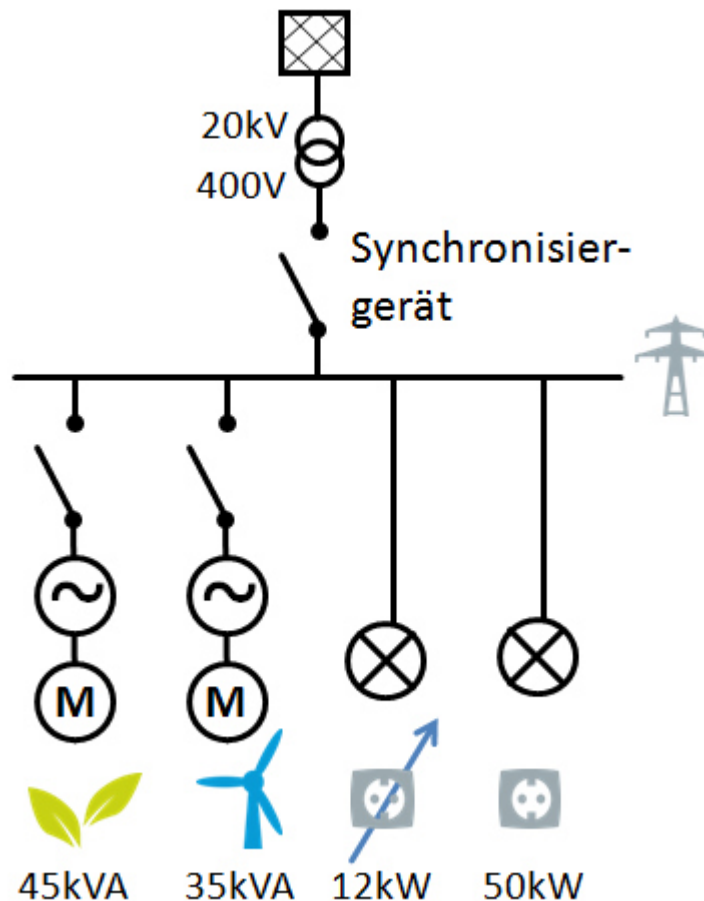 20kV
400V
Synchronisier-
gerät
M
M
45kVA
35kVA
12kW
50kW